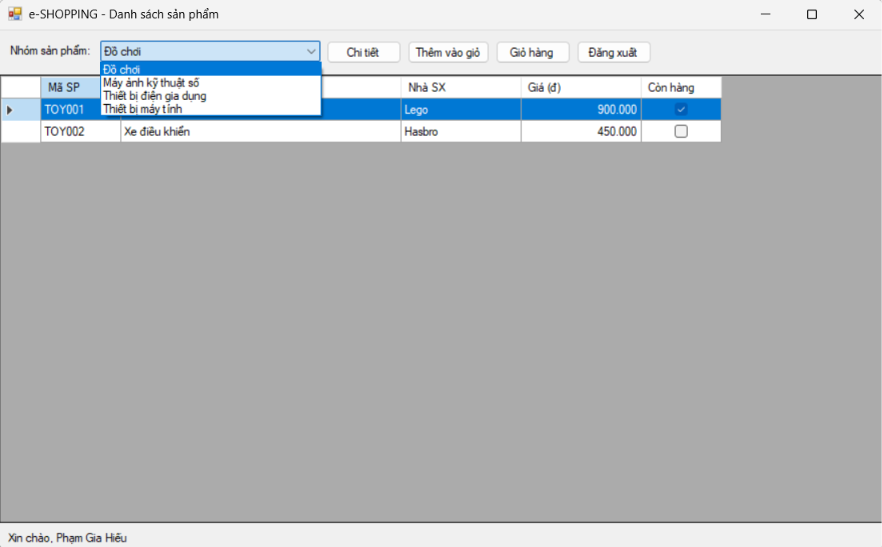 e-SHOPPING - Danh sách sản phẩm
Nhóm sản phẩm: Đồ chơi Chi tiết Thêm vào giỏ Giỏ hàng Đăng xuất
Đồ chơi
Máy ảnh kỹ thuật số
Thiết bị điện gia dụng
Thiết bị máy tính
Mã SP Nhà SX Giá (đ) Còn hàng
TOY001 Lego 900.000
TOY002 Xe điều khiển Hasbro 450.000
Xin chào, Phạm Gia Hiếu